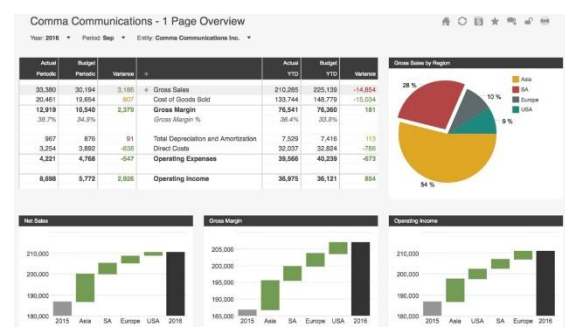 Comma Communications - 1 Page Overview
Year: 2016 Period: Sep Entity: Comma Communications Inc.
Actual Budget Actual Budget
Periodic Periodic Variance + YTD YTD Variance
33,380 30,194 3,186 + Gross Sales 210,285 225,139 -14,854
20,461 19,654 807 Cost of Goods Sold 133,744 148,779 -15,034
12,919 10,540 2,379 Gross Margin 76,541 76,360 181
38.7% 34.9% Gross Margin % 36.4% 33.9%
967 876 91 Total Depreciation and Amortization 7,529 7,416 113
3,254 3,892 -638 Direct Costs 32,037 32,824 -786
4,221 4,768 -547 Operating Expenses 39,566 40,239 -673
8,698 5,772 2,926 Operating Income 36,975 36,121 854
Gross Sales by Region
28 %
10 %
9 %
54 %
Asia
SA
Europe
USA
Net Sales
210,000
200,000
190,000
180,000
2015 Asia SA Europe USA 2016
Gross Margin
205,000
200,000
195,000
190,000
185,000
2015 Asia SA Europe USA 2016
Operating Income
210,000
200,000
190,000
180,000
2015 Asia SA Europe USA 2016